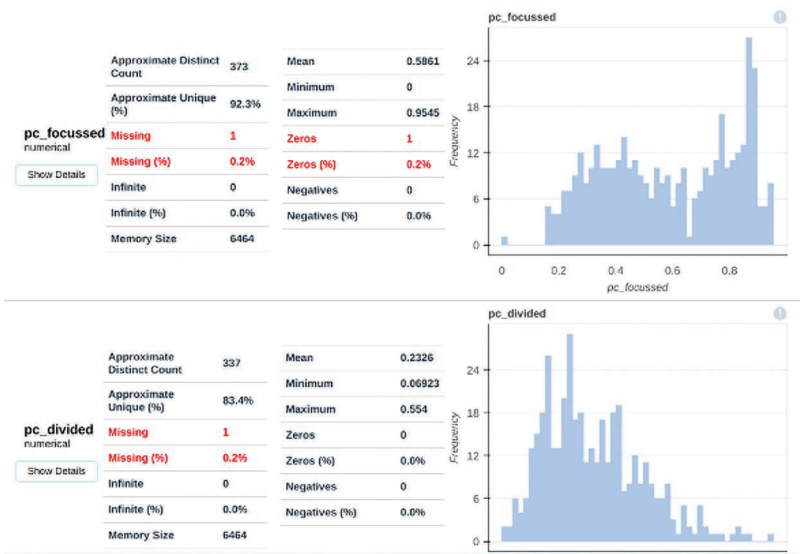 pc_focussed
numerical
Show Details
Approximate Distinct
Count
373
Approximate Unique
(%)
92.3%
Missing 1
Missing (%) 0.2%
Infinite 0
Infinite (%) 0.0%
Memory Size 6464
Mean 0.5861
Minimum 0
Maximum 0.9545
Zeros 1
Zeros (%) 0.2%
Negatives 0
Negatives (%) 0.0%
pc_focussed
!
Frequency
24
18
12
6
0
0 0.2 0.4 0.6 0.8
pc_focussed
pc_divided
numerical
Show Details
Approximate
Distinct Count
337
Approximate
Unique (%)
83.4%
Missing 1
Missing (%) 0.2%
Infinite 0
Infinite (%) 0.0%
Memory Size 6464
Mean 0.2326
Minimum 0.06923
Maximum 0.554
Zeros 0
Zeros (%) 0.0%
Negatives 0
Negatives (%) 0.0%
pc_divided
!
Frequency
24
18
12
6
0